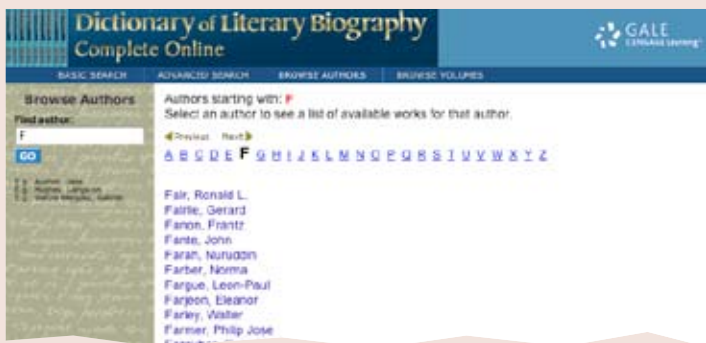 Dictionary of Literary Biography
Complete Online
GALE
CENGAGE Learning
BASIC SEARCH ADVANCED SEARCH BROWSE AUTHORS BROWSE VOLUMES
Browse Authors
Find author:
F
GO
Authors starting with: F
Select an author to see a list of available works for that author.
Previous Next
A B C D E F G H I J K L M N O P Q R S T U V W X Y Z
Fair, Ronald L.
Fairlie, Gerard
Fanon, Frantz
Fante, John
Farah, Nuruddin
Farber, Norma
Fargue, Leon-Paul
Farjeon, Eleanor
Farley, Walter
Farmer, Philip Jose